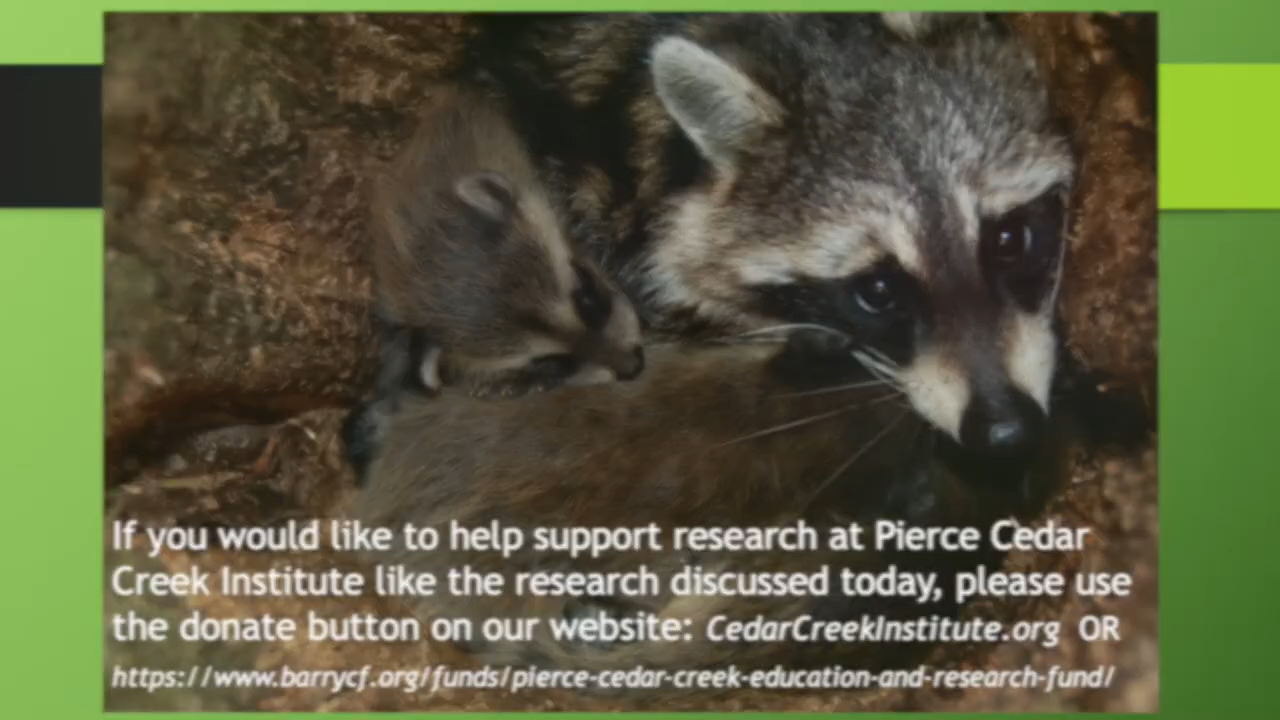 If you would like to help support research at Pierce Cedar
Creek Institute like the research discussed today, please use
the donate button on our website: CedarCreekInstitute.org OR
https://www.barrycf.org/funds/pierce-cedar-creek-education-and-research-fund/